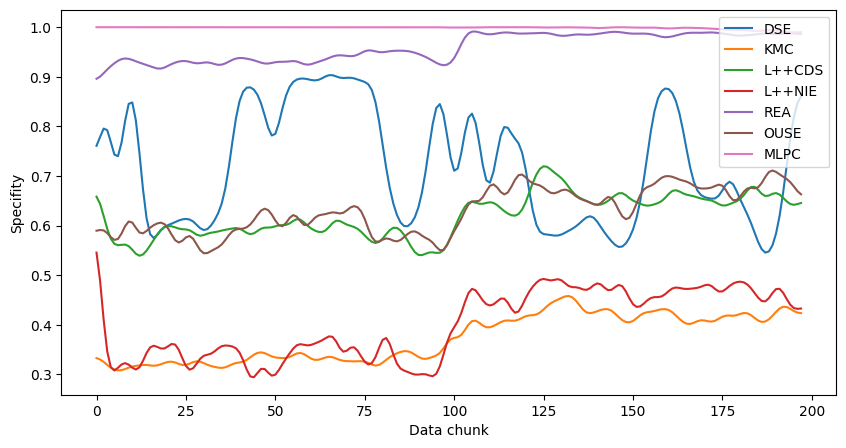 1.0
0.9
0.8
0.7
0.6
0.5
0.4
0.3
Specifity
0
25
50
75
100
125
150
175
200
Data chunk
DSE
KMC
L++CDS
L++NIE
REA
OUSE
MLPC